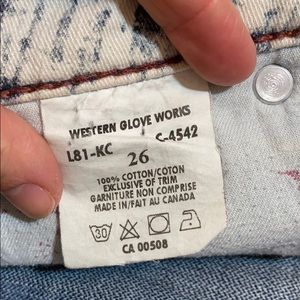 WESTERN GLOVE WORKS
L81-KC C-4542
26
100% COTTON/COTON
EXCLUSIVE OF TRIM
GARNITURE NON COMPRISE
MADE IN/FAIT AU CANADA
30
CA 00508